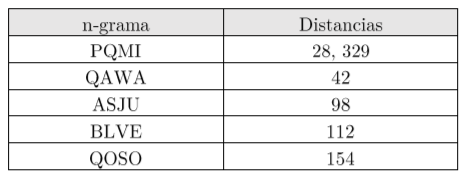 n-grama Distancias
PQMI 28, 329
QAWA 42
ASJU 98
BLVE 112
QOSO 154